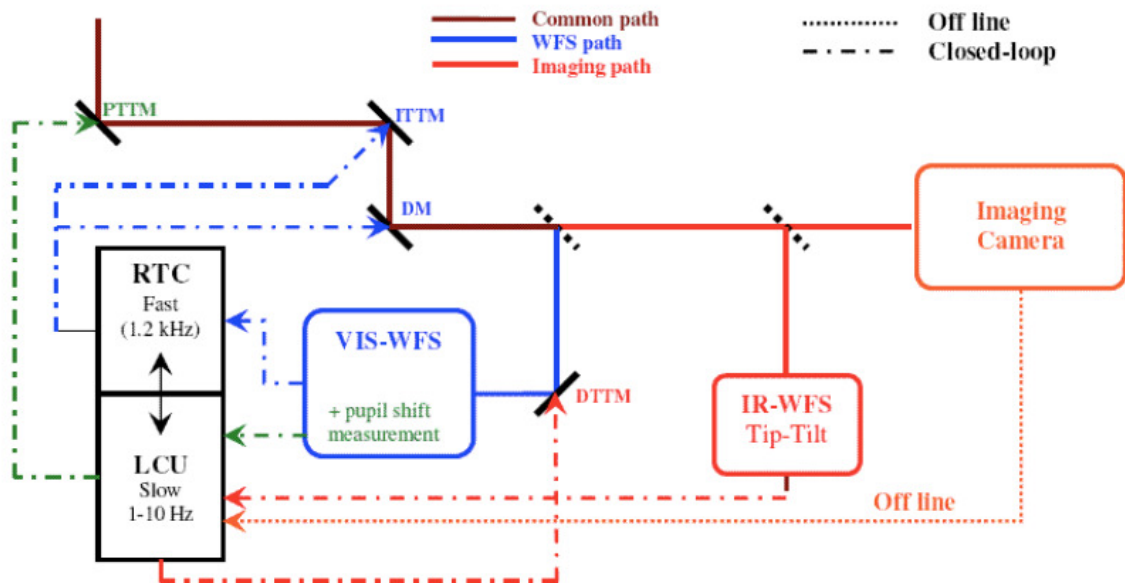 Common path
WFS path
Imaging path
Off line
Closed-loop
PTTM
ITTM
DM
Imaging
Camera
RTC
Fast
(1.2 kHz)
VIS-WFS
+ pupil shift
measurement
DTTM
IR-WFS
Tip-Tilt
LCU
Slow
1-10 Hz
Off line